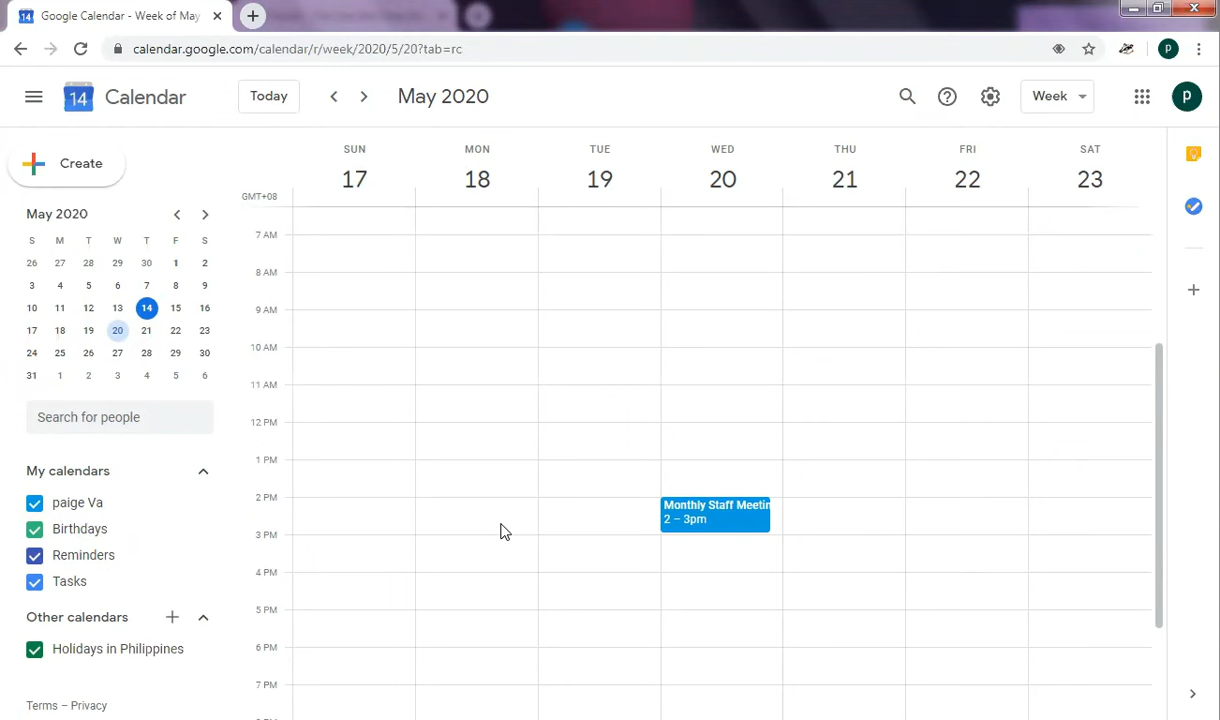 Google Calendar - Week of May
calendar.google.com/calendar/r/week/2020/5/20?tab=rc
P
14 Calendar
Today
May 2020
Week
P
Create
May 2020
S M T W T F S
26 27 28 29 30 1 2
3 4 5 6 7 8 9
10 11 12 13 14 15 16
17 18 19 20 21 22 23
24 25 26 27 28 29 30
31 1 2 3 4 5 6
Search for people
My calendars
paige Va
Birthdays
Reminders
Tasks
Other calendars
Holidays in Philippines
Terms – Privacy
SUN MON TUE WED THU FRI SAT
17 18 19 20 21 22 23
GMT+08
7 AM
8 AM
9 AM
10 AM
11 AM
12 PM
1 PM
2 PM
Monthly Staff Meetin
2 – 3pm
3 PM
4 PM
5 PM
6 PM
7 PM